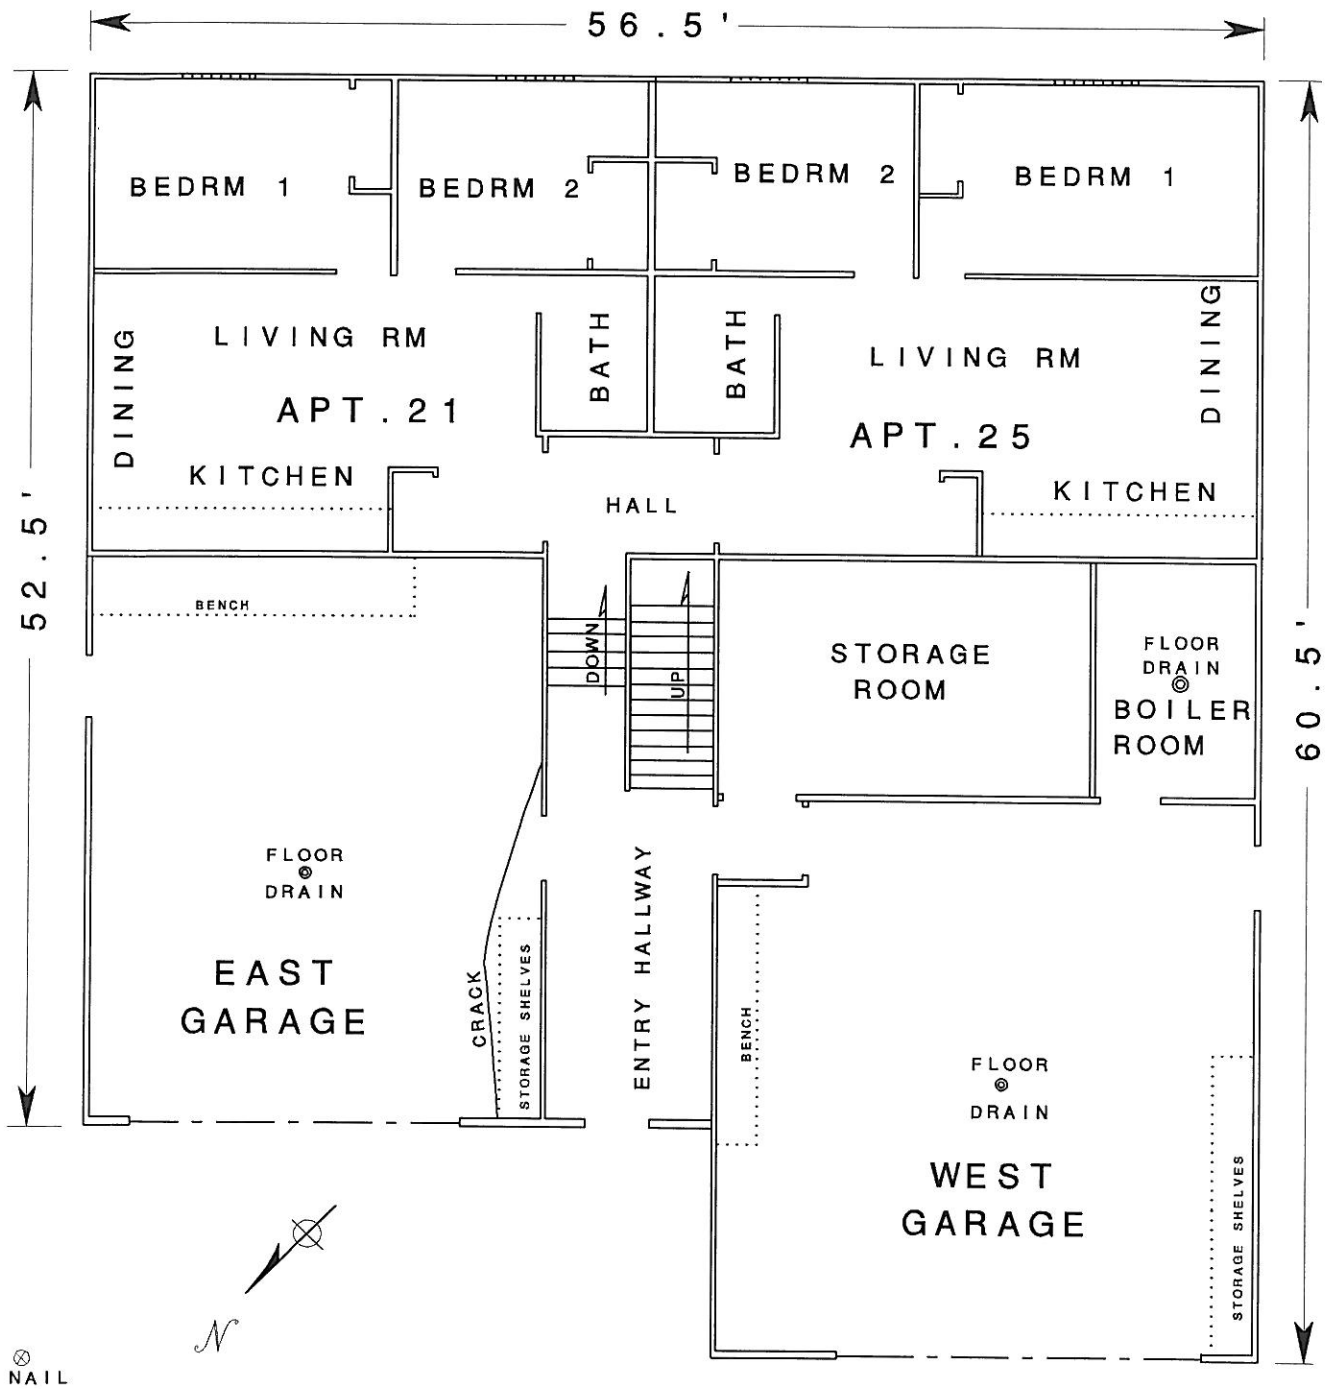 56.5'
BEDRM 1
BEDRM 2
BEDRM 2
BEDRM 1
DINING
LIVING RM
BATH
BATH
LIVING RM
DINING
APT.21
APT.25
KITCHEN
HALL
KITCHEN
52.5'
BENCH
DOWN
UP
STORAGE
ROOM
FLOOR
DRAIN
BOILER
ROOM
60.5'
FLOOR
DRAIN
EAST
GARAGE
CRACK
STORAGE SHELVES
ENTRY HALLWAY
BENCH
FLOOR
DRAIN
WEST
GARAGE
STORAGE SHELVES
N
NAIL